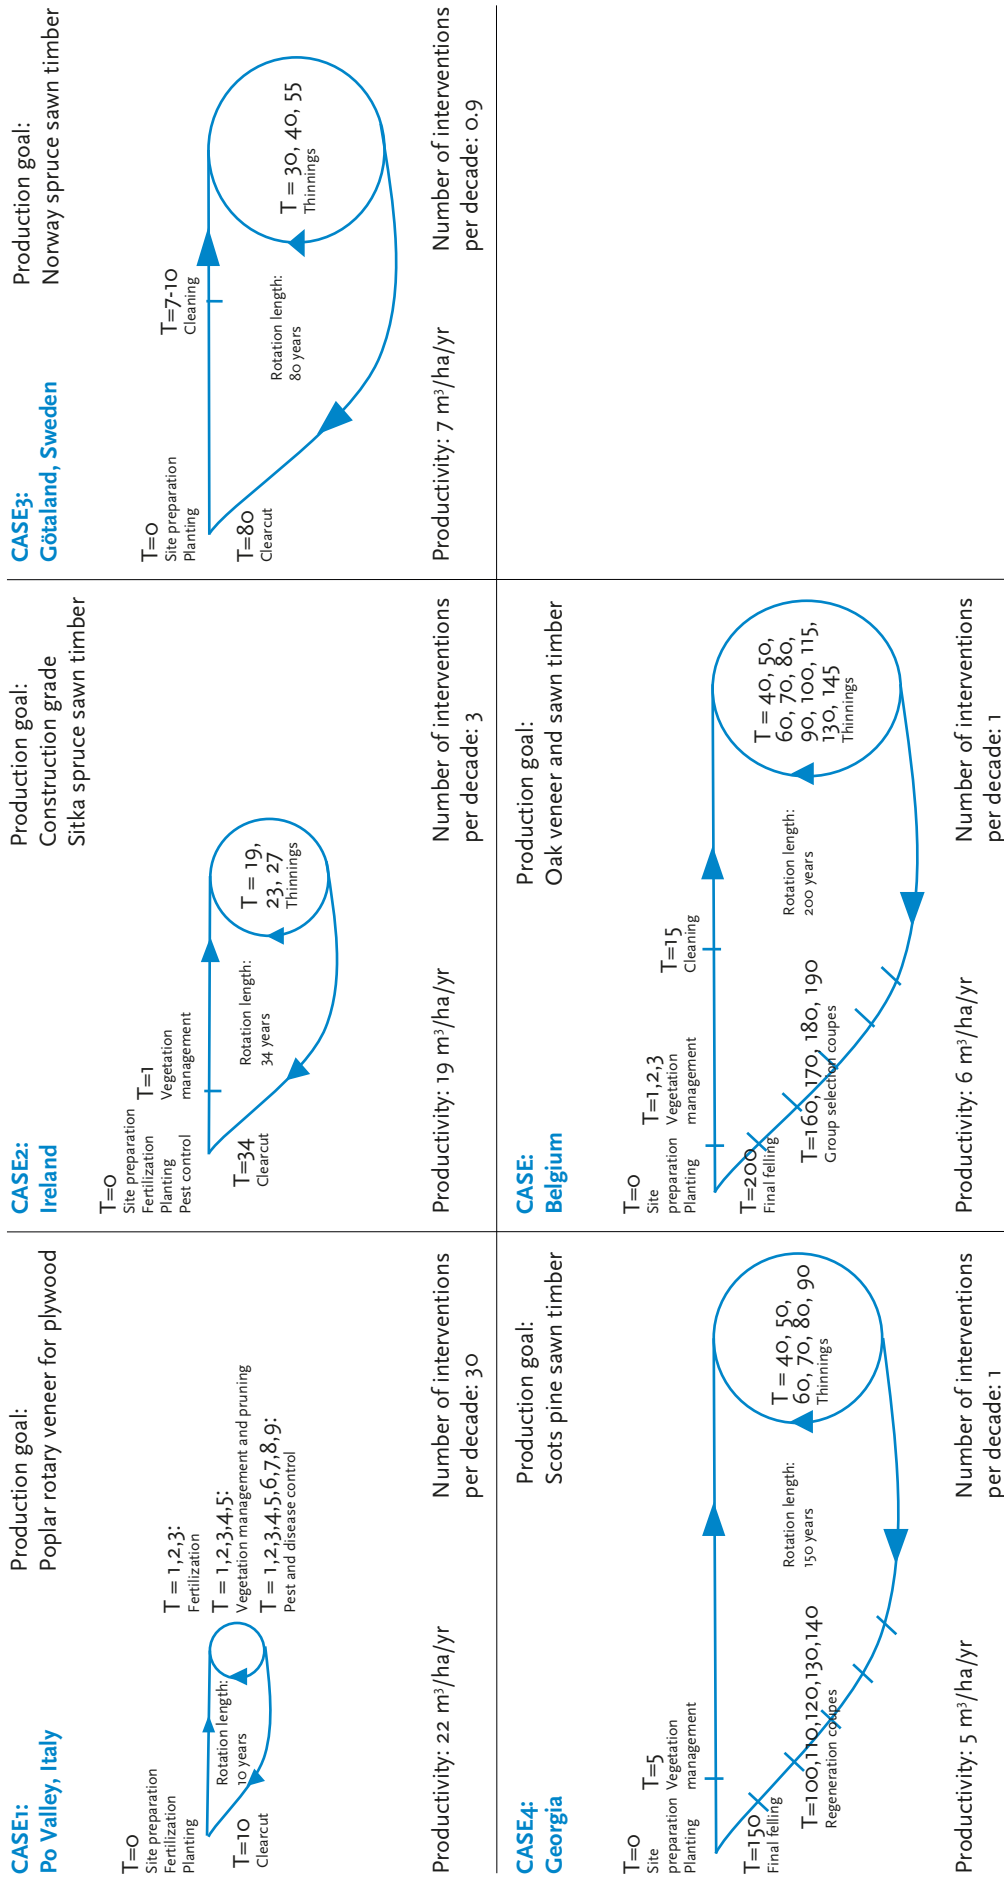 CASE1:
Po Valley, Italy
Production goal:
Poplar rotary veneer for plywood
T=0
Site preparation
Fertilization
Planting
T = 1,2,3:
Fertilization
T = 1,2,3,4,5:
Vegetation management and pruning
T = 1,2,3,4,5,6,7,8,9:
Pest and disease control
Rotation length:
10 years
T=10
Clearcut
Productivity: 22 m³/ha/yr
Number of interventions
per decade: 30
CASE2:
Ireland
Production goal:
Construction grade
Sitka spruce sawn timber
T=0
Site preparation
Fertilization
Planting
Pest control
T=1
Vegetation
management
T = 19,
23, 27
Thinnings
Rotation length:
34 years
T=34
Clearcut
Productivity: 19 m³/ha/yr
Number of interventions
per decade: 3
CASE3:
Götaland, Sweden
Production goal:
Norway spruce sawn timber
T=0
Site preparation
Planting
T=7-10
Cleaning
T = 30, 40, 55
Thinnings
Rotation length:
80 years
T=80
Clearcut
Productivity: 7 m³/ha/yr
Number of interventions
per decade: 0.9
CASE4:
Georgia
Production goal:
Scots pine sawn timber
T=0
Site
preparation
Planting
T=5
Vegetation
management
T = 40, 50,
60, 70, 80, 90
Thinnings
Rotation length:
150 years
T=100,110,120,130,140
Regeneration coupes
T=150
Final felling
Productivity: 5 m³/ha/yr
Number of interventions
per decade: 1
CASE:
Belgium
Production goal:
Oak veneer and sawn timber
T=0
Site
preparation
Planting
T=1,2,3
Vegetation
management
T=15
Cleaning
T = 40, 50,
60, 70, 80,
90, 100, 115,
130, 145
Thinnings
Rotation length:
200 years
T=160, 170, 180, 190
Group selection coupes
T=200
Final felling
Productivity: 6 m³/ha/yr
Number of interventions
per decade: 1